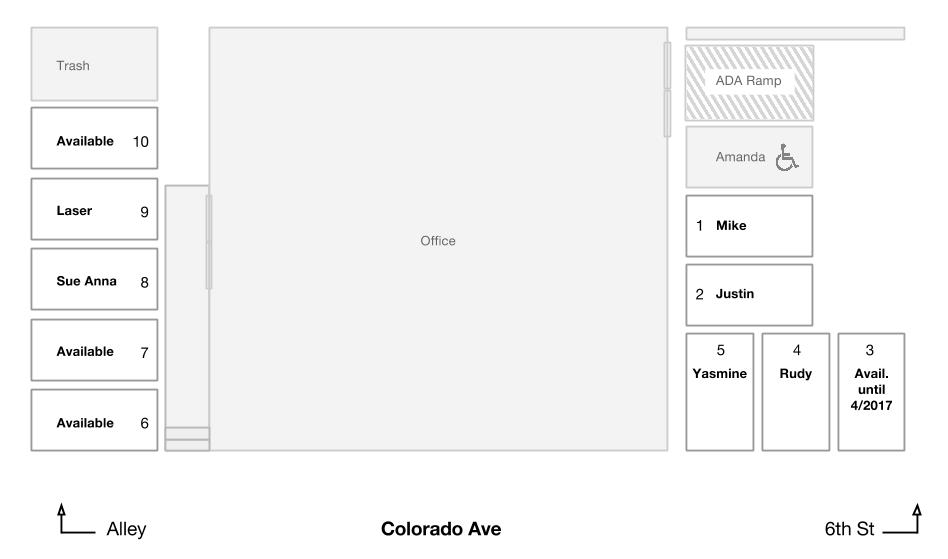 Trash
Available 10
Laser 9
Sue Anna 8
Available 7
Available 6
Office
ADA Ramp
Amanda
1 Mike
2 Justin
5
Yasmine
4
Rudy
3
Avail.
until
4/2017
Alley
Colorado Ave
6th St